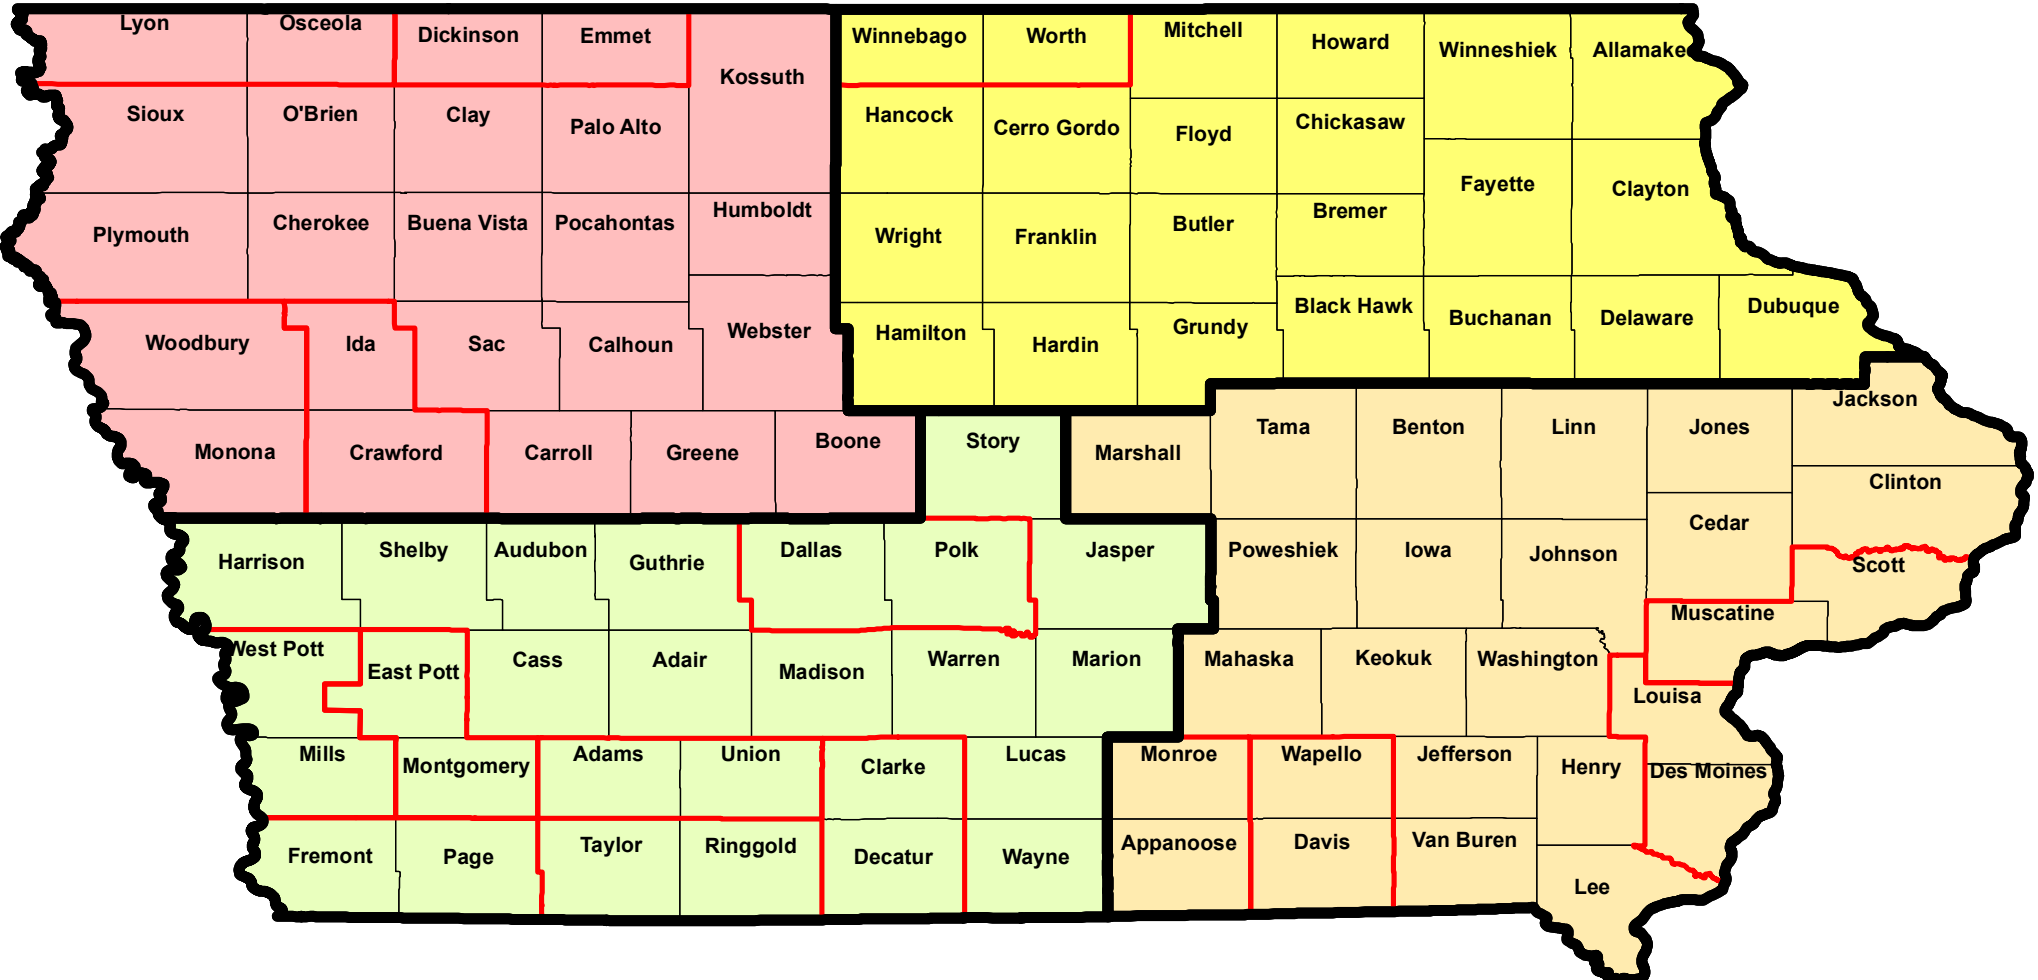 Lyon
Osceola
Dickinson
Emmet
Kossuth
Winnebago
Worth
Mitchell
Howard
Winneshiek
Allamake
Sioux
O'Brien
Clay
Palo Alto
Hancock
Cerro Gordo
Floyd
Chickasaw
Fayette
Clayton
Plymouth
Cherokee
Buena Vista
Pocahontas
Humboldt
Wright
Franklin
Butler
Bremer
Woodbury
Ida
Sac
Calhoun
Webster
Hamilton
Hardin
Grundy
Black Hawk
Buchanan
Delaware
Dubuque
Monona
Crawford
Carroll
Greene
Boone
Story
Marshall
Tama
Benton
Linn
Jones
Jackson
Clinton
Cedar
Harrison
Shelby
Audubon
Guthrie
Dallas
Polk
Jasper
Poweshiek
Iowa
Johnson
Scott
Muscatine
West Pott
East Pott
Cass
Adair
Madison
Warren
Marion
Mahaska
Keokuk
Washington
Louisa
Mills
Montgomery
Adams
Union
Clarke
Lucas
Monroe
Wapello
Jefferson
Henry
Des Moines
Fremont
Page
Taylor
Ringgold
Decatur
Wayne
Appanoose
Davis
Van Buren
Lee